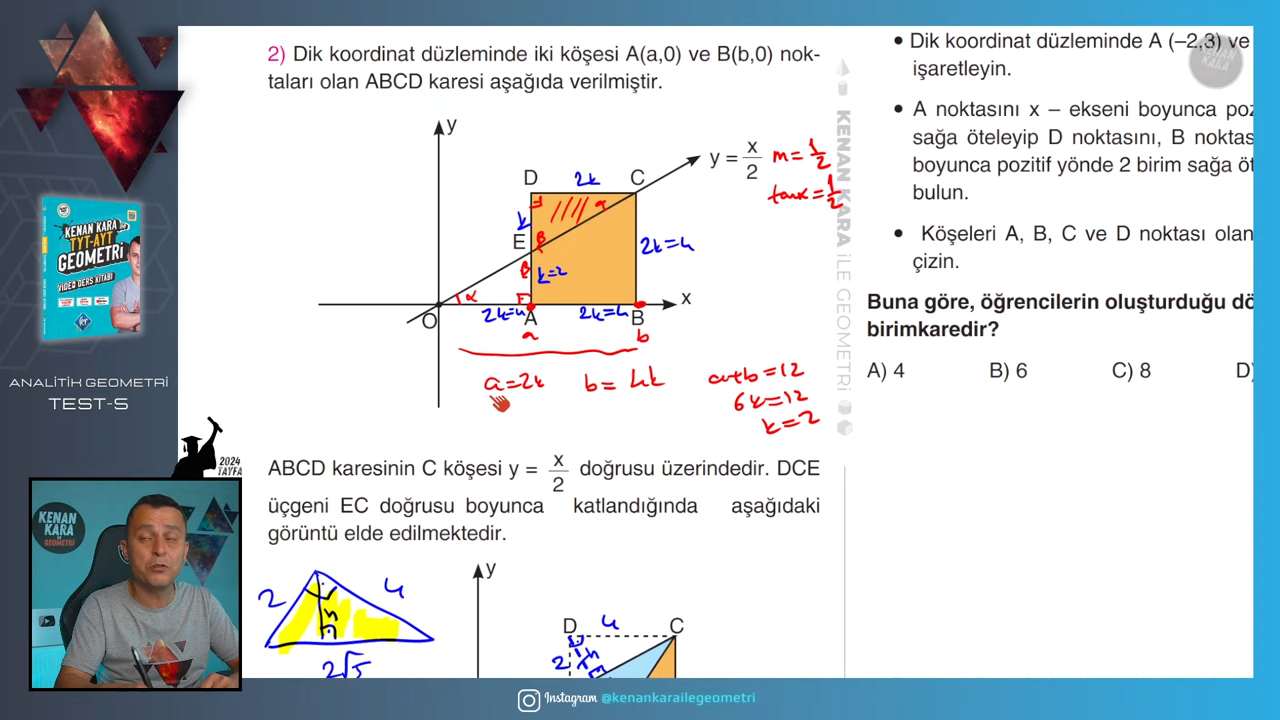 2) Dik koordinat düzleminde iki köşesi A(a,0) ve B(b,0) nok-
taları olan ABCD karesi aşağıda verilmiştir.
y
y = x/2
m = 1/2
tanα = 1/2
D
2k
C
α
k
E
β
β
k=2
2k=4
α
x
O
2k=4
A
2k=4
B
a
b
a=2k
b= 4k
a+b=12
6k=12
k=2
ABCD karesinin C köşesi y = x/2 doğrusu üzerindedir. DCE
üçgeni EC doğrusu boyunca katlandığında aşağıdaki
görüntü elde edilmektedir.
2
4
h
2√5
y
D
4
C
2
h
KENAN KARA İLE GEOMETRİ
• Dik koordinat düzleminde A (–2,3) ve
işaretleyin.
• A noktasını x – ekseni boyunca poz
sağa öteleyip D noktasını, B noktas
boyunca pozitif yönde 2 birim sağa öt
bulun.
• Köşeleri A, B, C ve D noktası olan
çizin.
Buna göre, öğrencilerin oluşturduğu dö
birimkaredir?
A) 4
B) 6
C) 8
D)
KENAN KARA
KENAN KARA
TYT-AYT
GEOMETRİ
VİDEO DERS KİTABI
ANALİTİK GEOMETRİ
TEST-5
2024
TAYFA
KENAN
KARA
İLE GEOMETRİ
Instagram @kenankarailegeometri